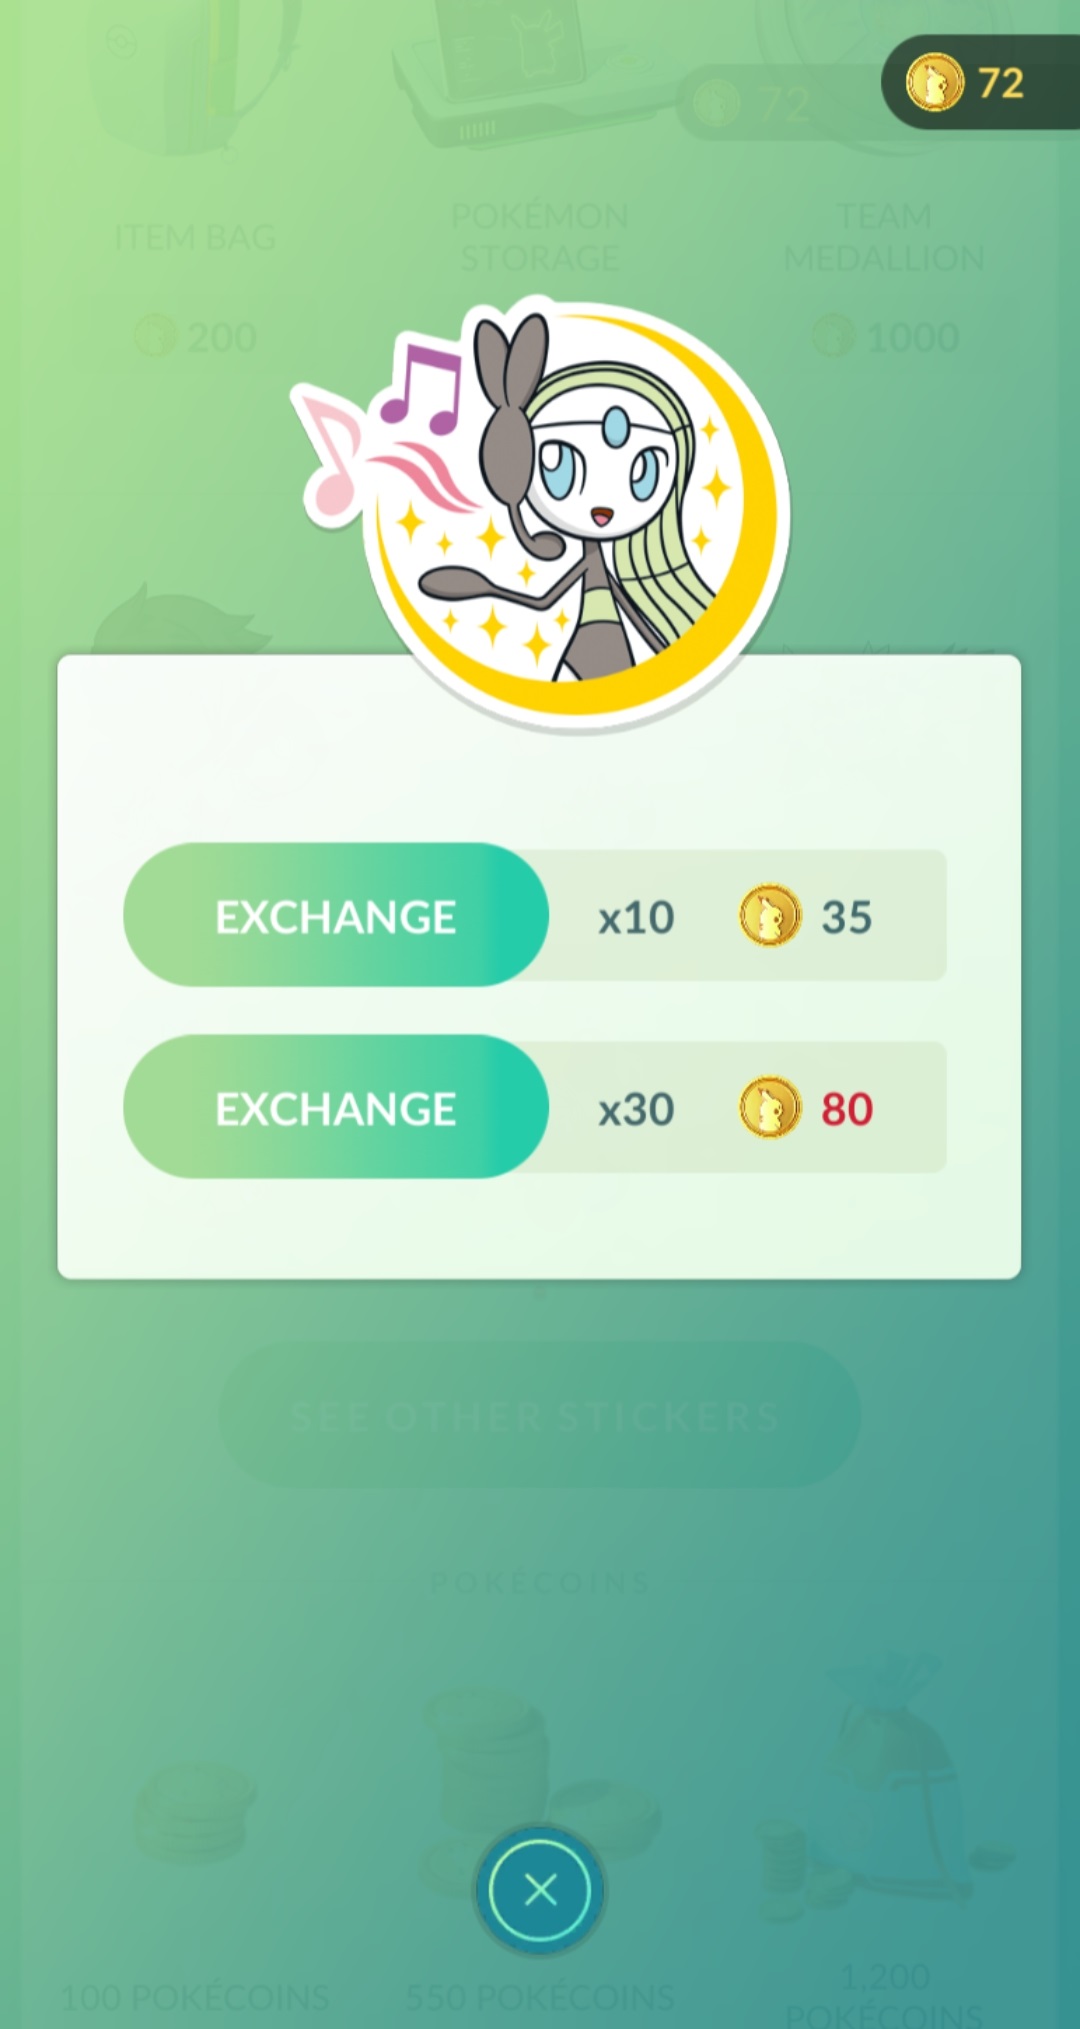 72
72
ITEM BAG
POKÉMON
STORAGE
TEAM
MEDALLION
200
1000
EXCHANGE x10 35
EXCHANGE x30 80
SEE OTHER STICKERS
POKÉCOINS
100 POKÉCOINS
550 POKÉCOINS
1,200
POKÉCOINS